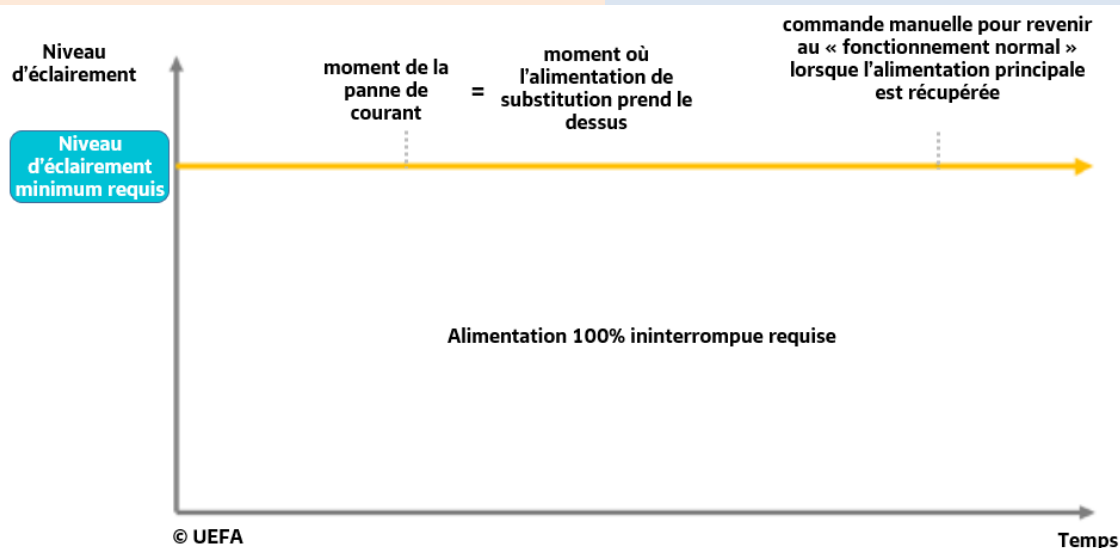 Niveau
d’éclairement
moment de la
panne de
courant
=
moment où
l’alimentation de
substitution prend le
dessus
commande manuelle pour revenir
au « fonctionnement normal »
lorsque l’alimentation principale
est récupérée
Niveau
d’éclairement
minimum requis
Alimentation 100% ininterrompue requise
© UEFA
Temps